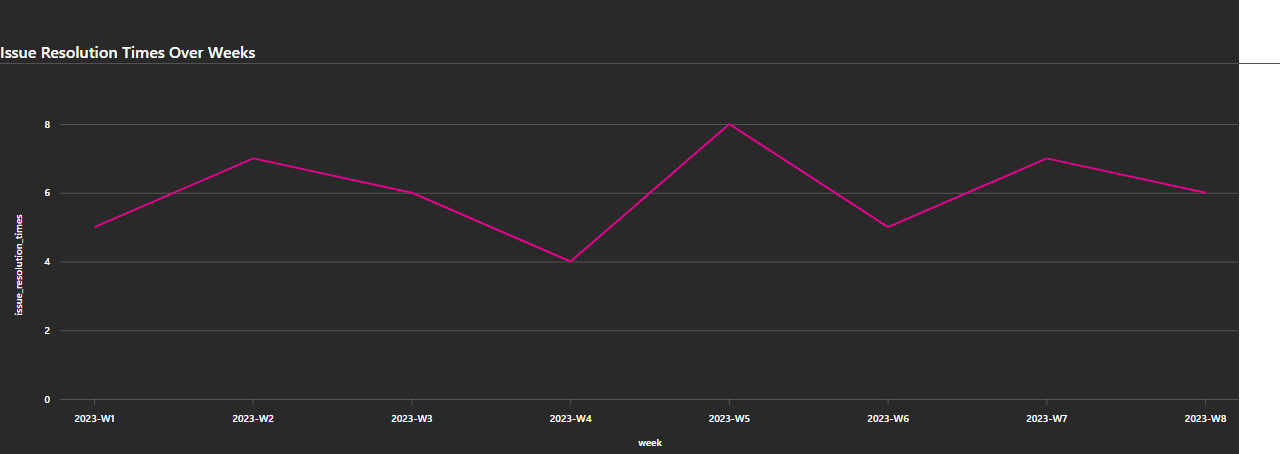 Issue Resolution Times Over Weeks
8
6
4
2
0
issue_resolution_times
2023-W1 2023-W2 2023-W3 2023-W4 2023-W5 2023-W6 2023-W7 2023-W8
week